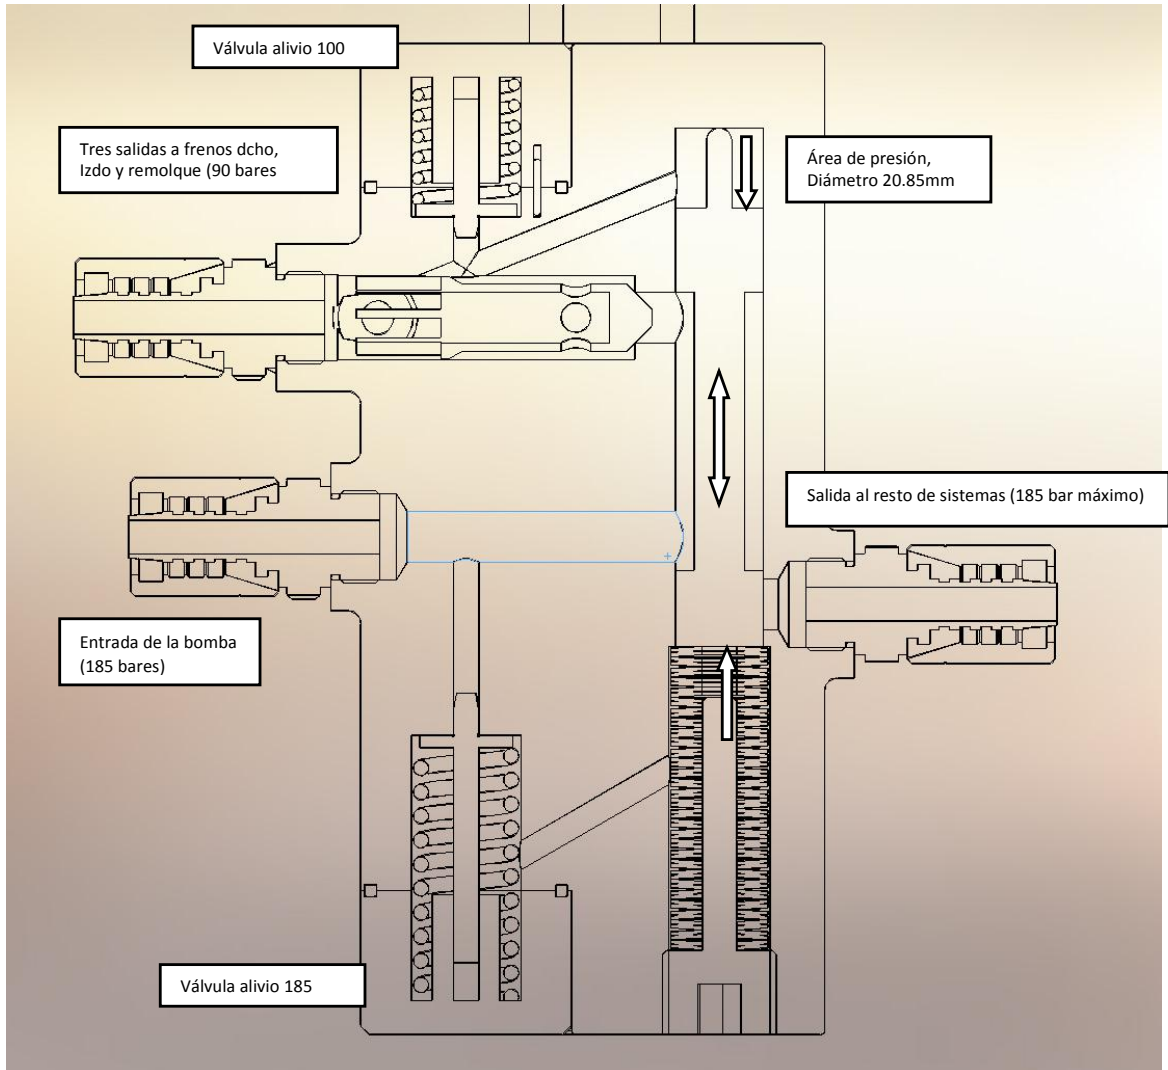 Válvula alivio 100
Tres salidas a frenos dcho,
Izdo y remolque (90 bares
Área de presión,
Diámetro 20.85mm
Salida al resto de sistemas (185 bar máximo)
Entrada de la bomba
(185 bares)
Válvula alivio 185